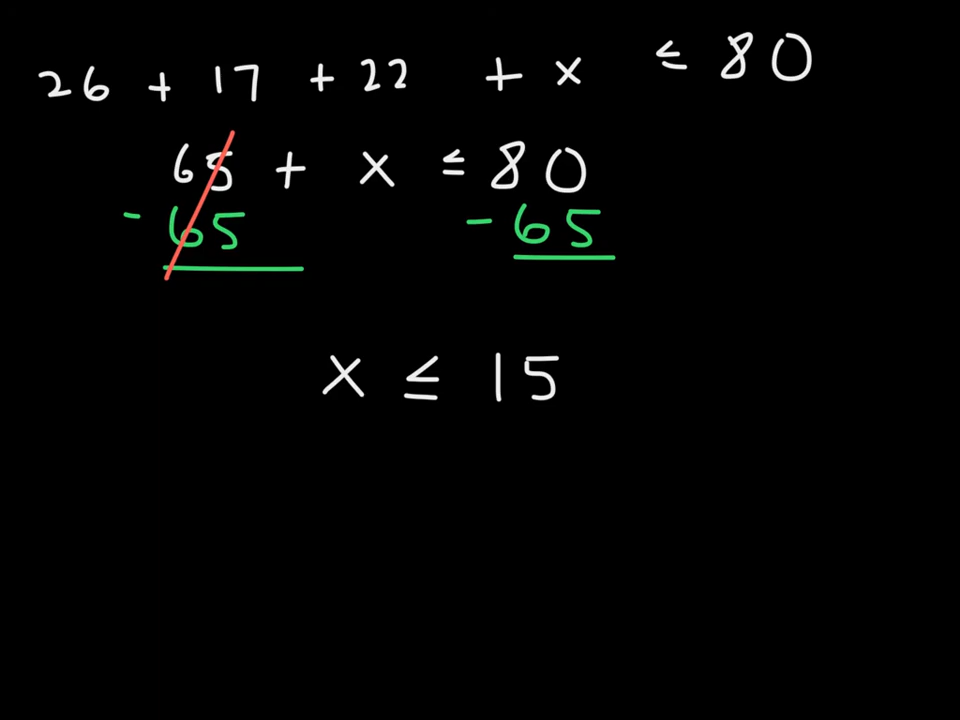 26 + 17 + 22 + x ≤ 80
65 + x ≤ 80
- 65 - 65
x ≤ 15